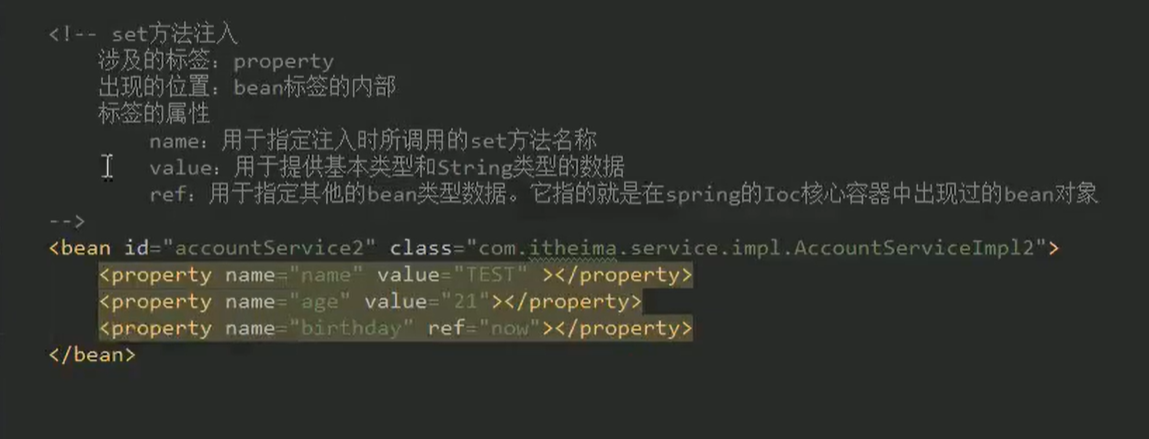 <!-- set方法注入
涉及的标签：property
出现的位置：bean标签的内部
标签的属性
name：用于指定注入时所调用的set方法名称
value：用于提供基本类型和String类型的数据
ref：用于指定其他的bean类型数据。它指的就是在spring的Ioc核心容器中出现过的bean对象
-->
<bean id="accountService2" class="com.itheima.service.impl.AccountServiceImpl2">
<property name="name" value="TEST" ></property>
<property name="age" value="21"></property>
<property name="birthday" ref="now"></property>
</bean>